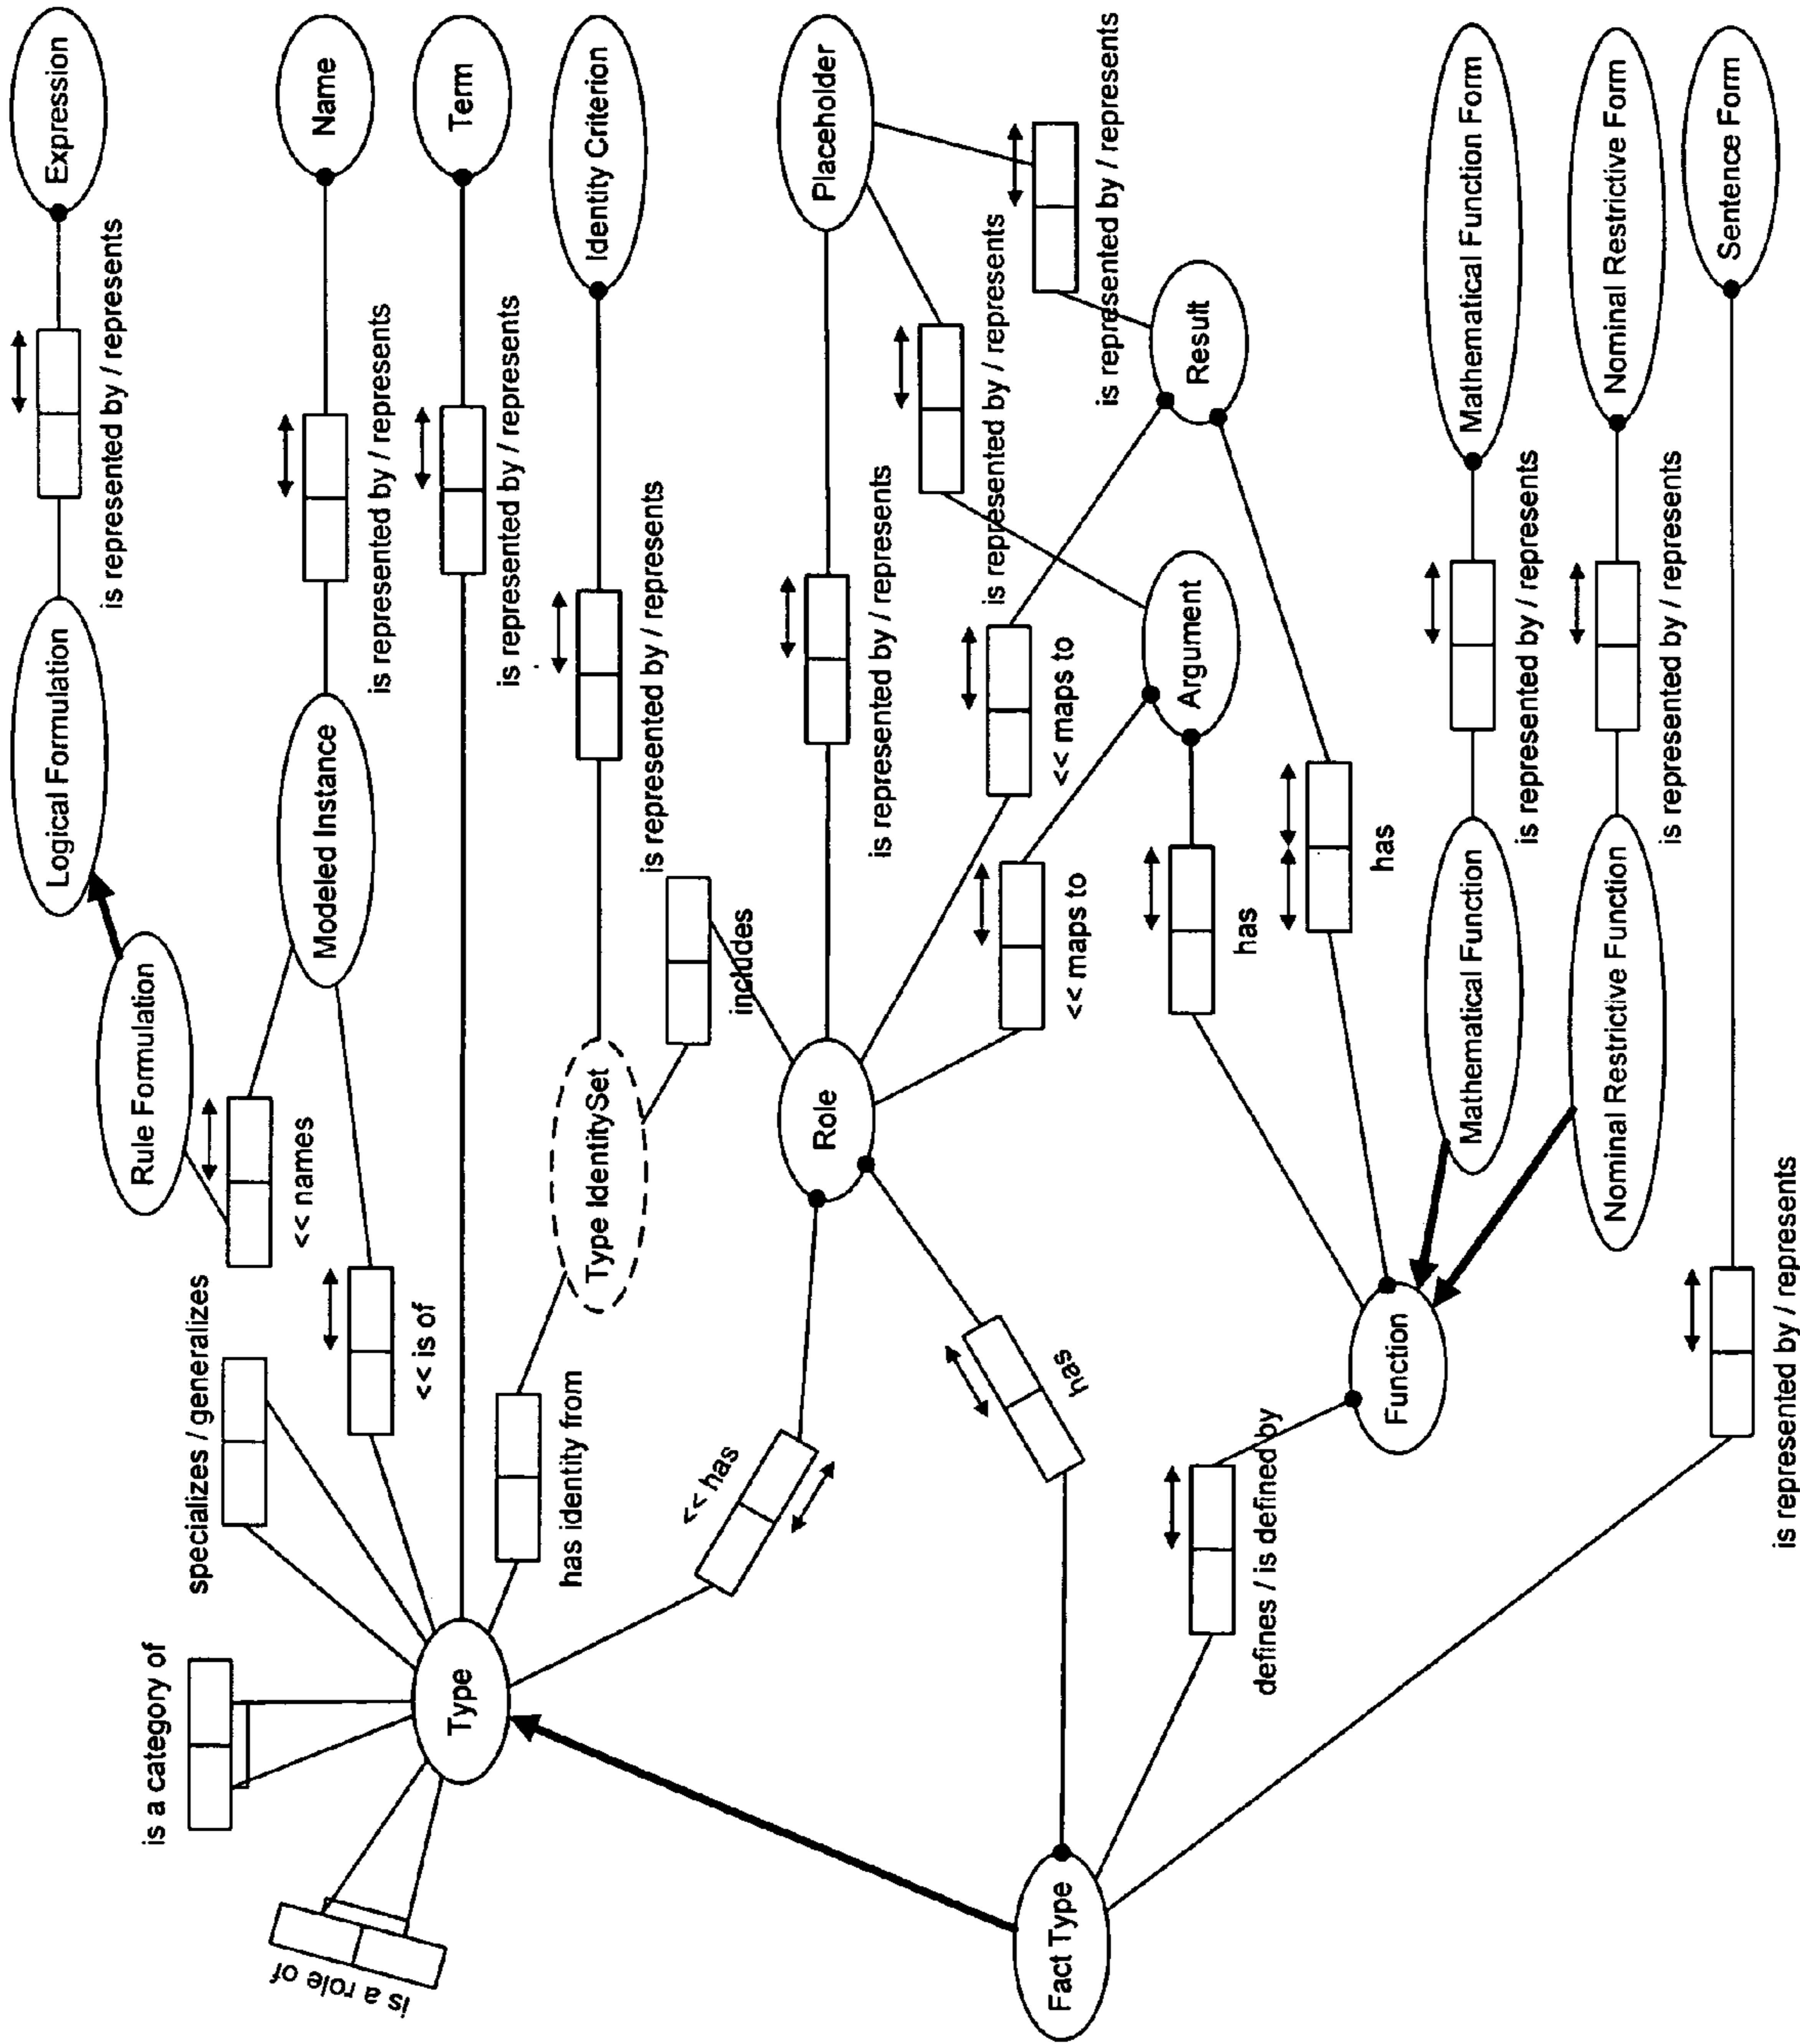 Logical Formulation
Expression
is represented by / represents
Rule Formulation
is a category of
specializes / generalizes
<< names
Modeled Instance
Name
is a role of
is represented by / represents
<< is of
Type
Term
is represented by / represents
has identity from
Type IdentitySet
Identity Criterion
is represented by / represents
<< has
includes
Role
Placeholder
is represented by / represents
is represented by / represents
Fact Type
has
<< maps to
<< maps to
is represented by / represents
Argument
Result
has
defines / is defined by
has
Function
Mathematical Function
Mathematical Function Form
is represented by / represents
Nominal Restrictive Function
Nominal Restrictive Form
is represented by / represents
Sentence Form
is represented by / represents